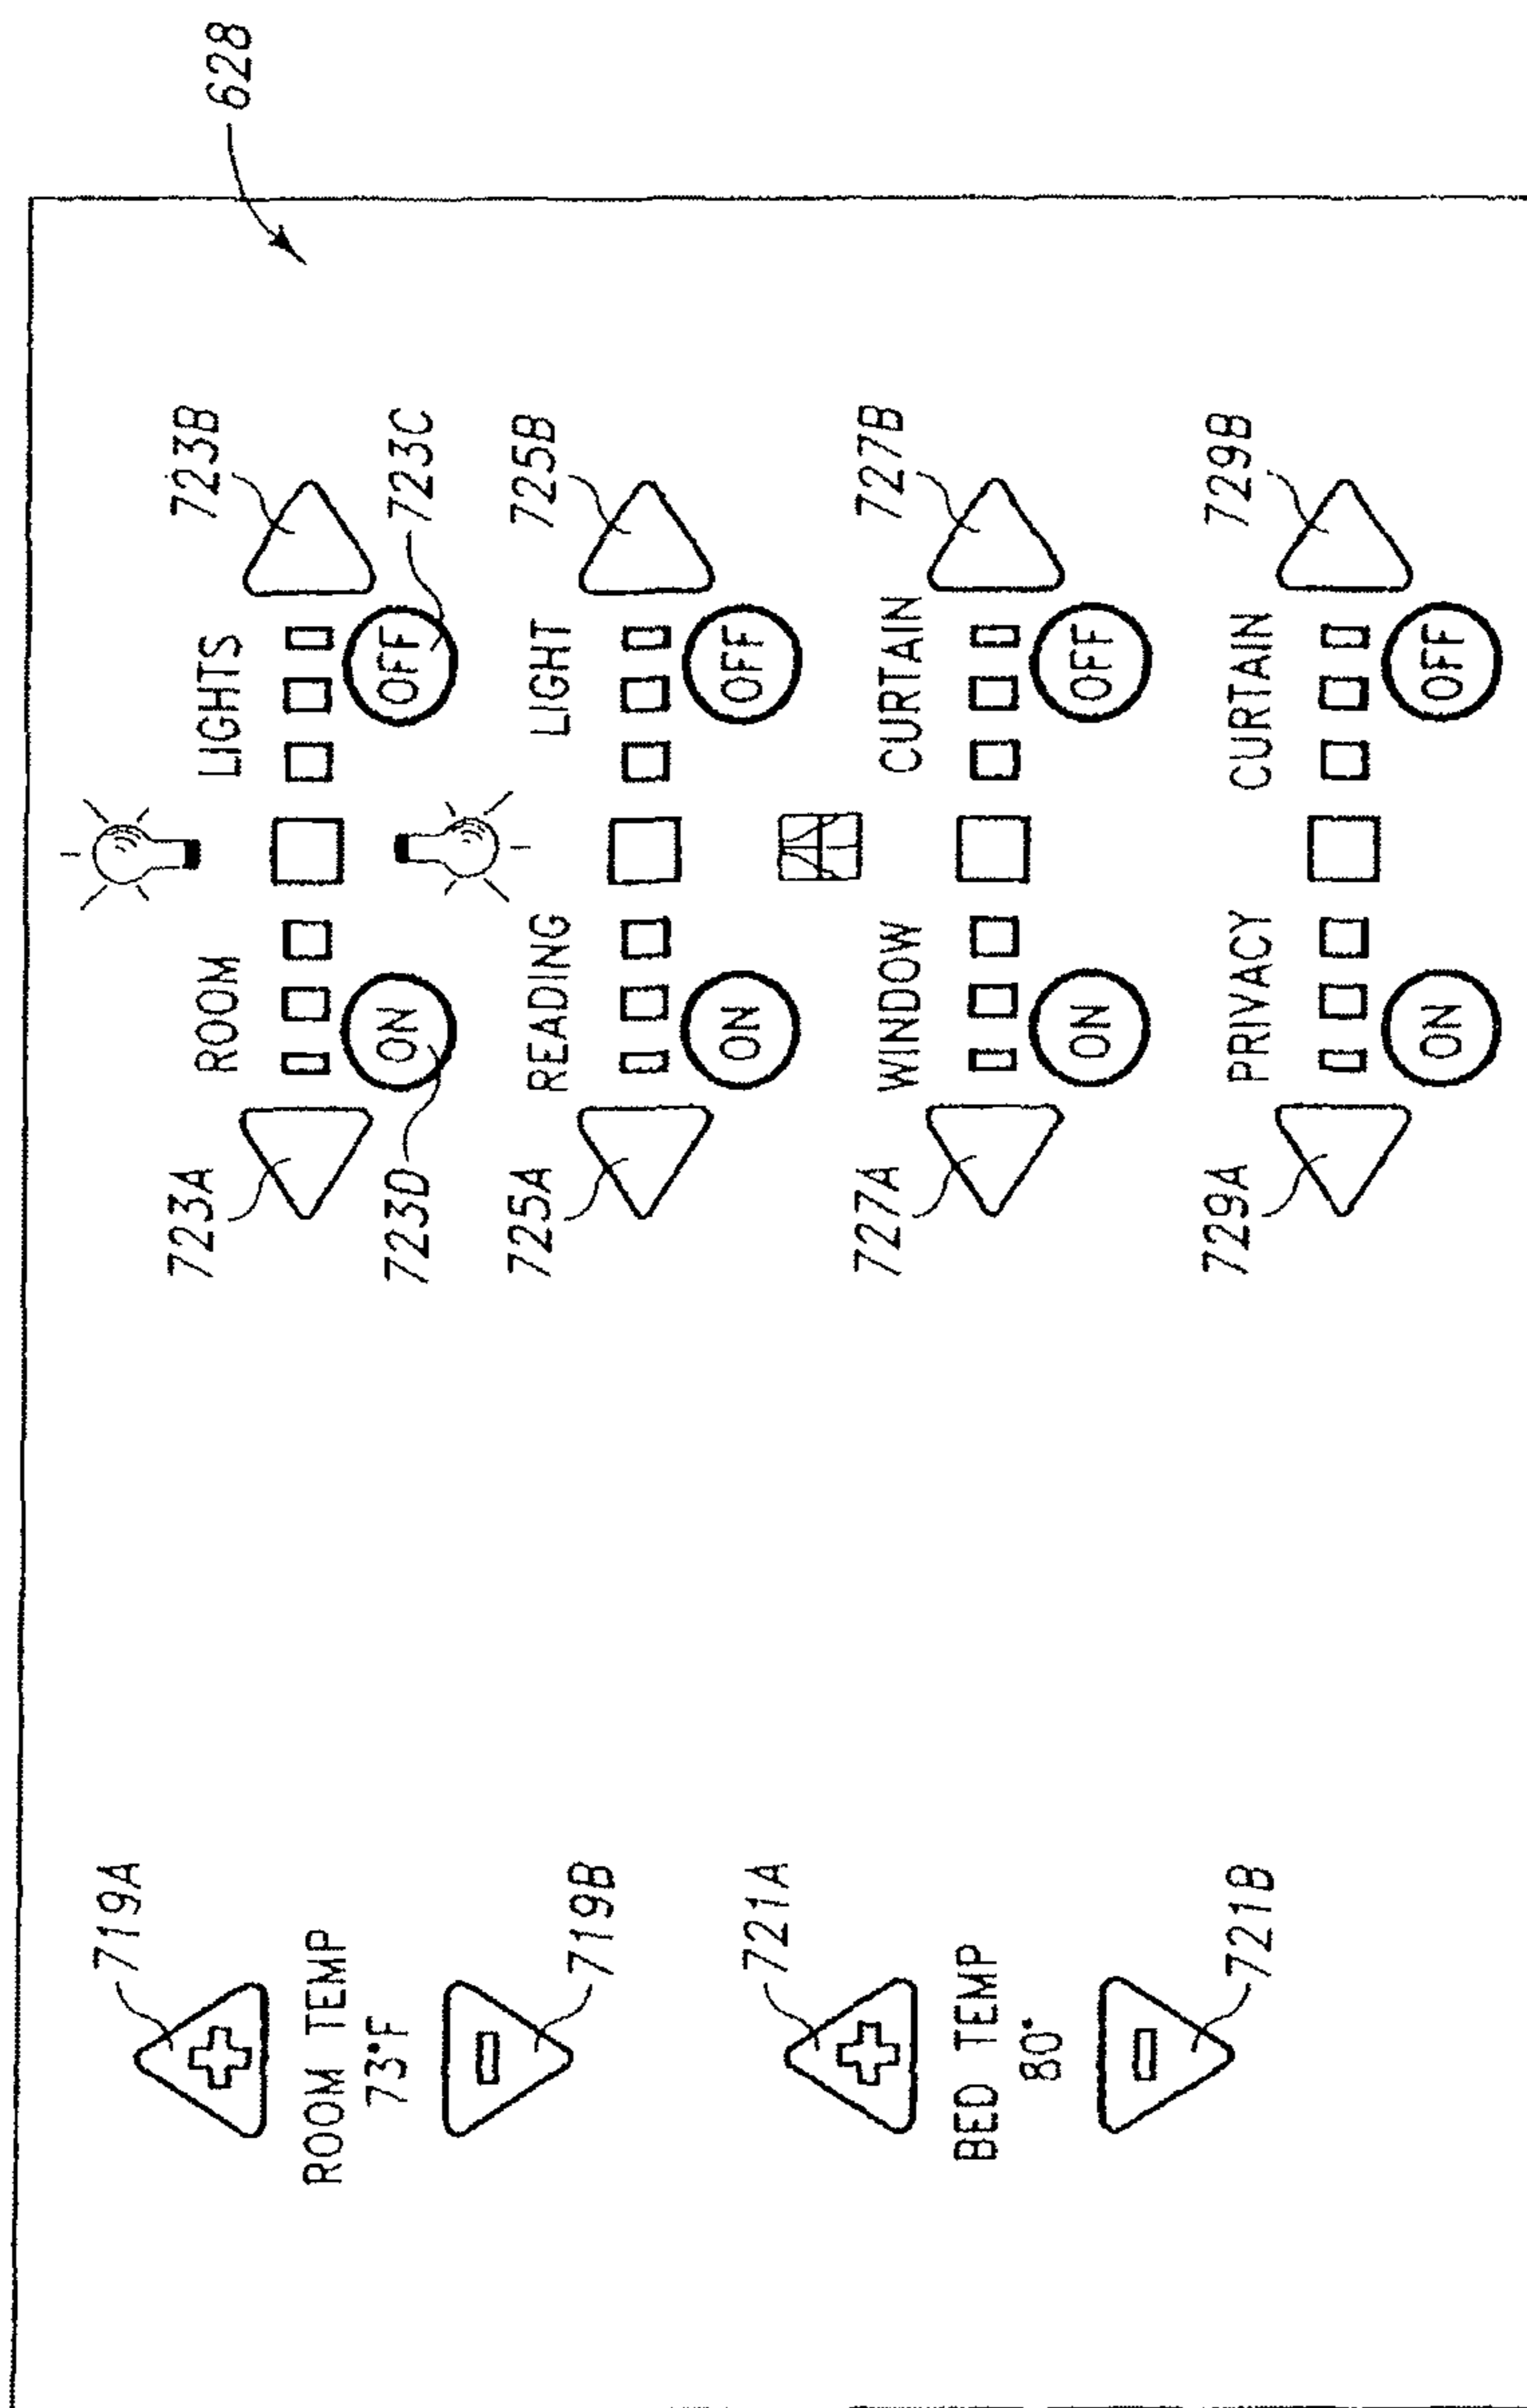 628
719A
ROOM TEMP
73°F
719B
721A
BED TEMP
80°
721B
723A 723B
ROOM LIGHTS
ON OFF
723D 723C
725A 725B
READING LIGHT
ON OFF
727A 727B
WINDOW CURTAIN
ON OFF
729A 729B
PRIVACY CURTAIN
ON OFF